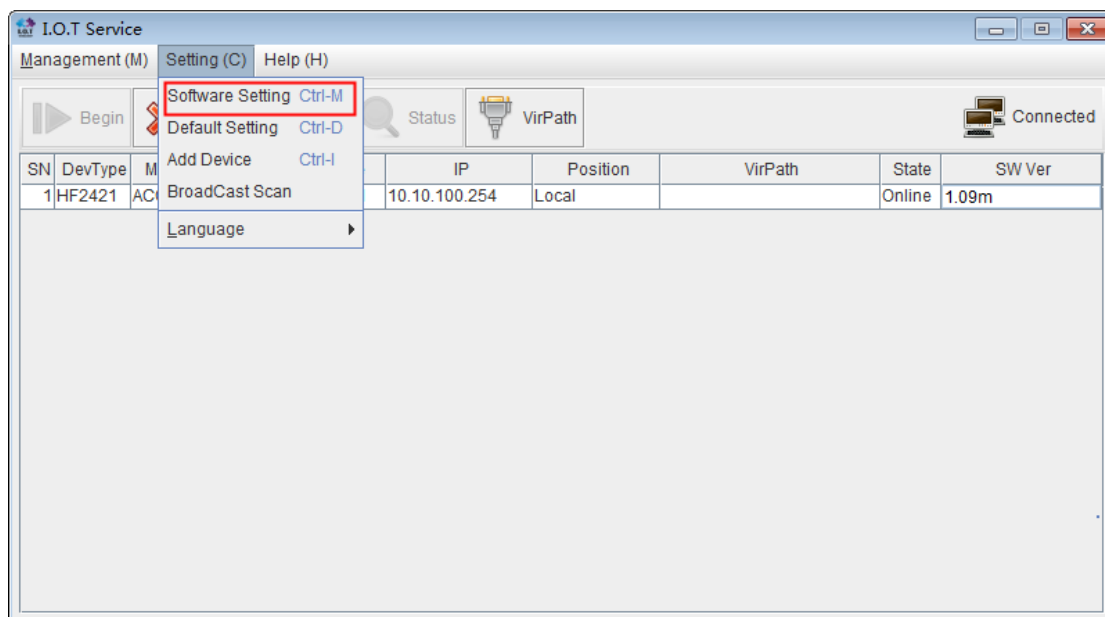 I.O.T Service
Management (M) Setting (C) Help (H)
Software Setting Ctrl-M
Begin Status VirPath Connected
Default Setting Ctrl-D
Add Device Ctrl-I
SN DevType M IP Position VirPath State SW Ver
BroadCast Scan
1 HF2421 AC 10.10.100.254 Local Online 1.09m
Language